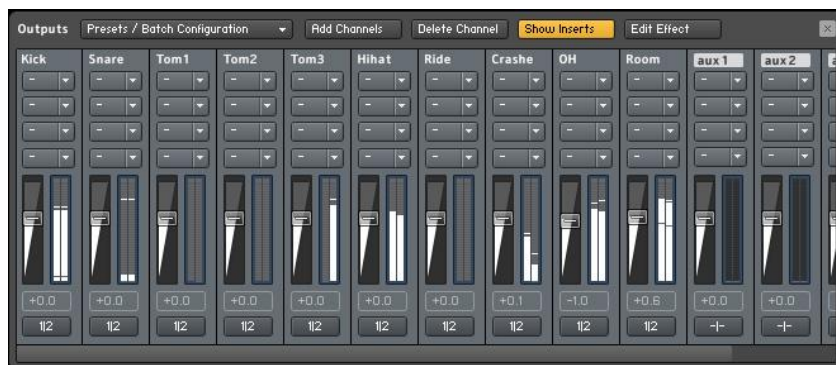 Outputs Presets / Batch Configuration Add Channels Delete Channel Show Inserts Edit Effect ×
Kick Snare Tom1 Tom2 Tom3 Hihat Ride Crashe OH Room aux1 aux2
- - - - - - - - - - - -
- - - - - - - - - - - -
- - - - - - - - - - - -
- - - - - - - - - - - -
+0.0 +0.0 +0.0 +0.0 +0.0 +0.0 +0.0 +0.1 -1.0 +0.6 +0.0 +0.0
1|2 1|2 1|2 1|2 1|2 1|2 1|2 1|2 1|2 1|2 -|- -|-